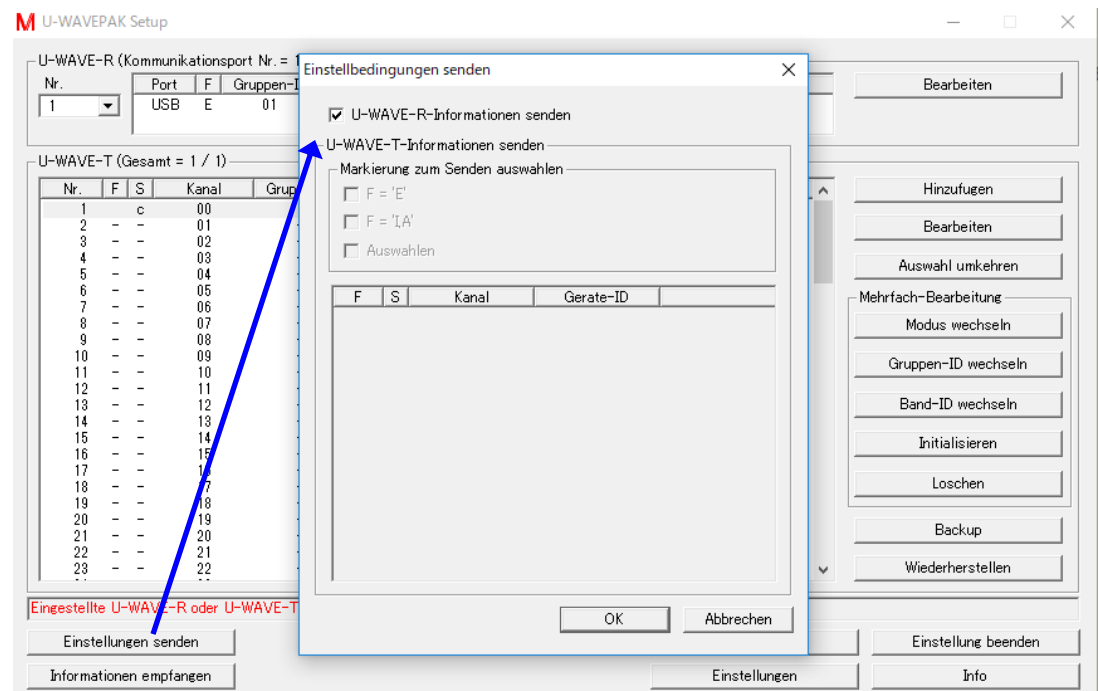 U-WAVEPAK Setup
U-WAVE-R (Kommunikationsport Nr. = 1
Nr. Port F Gruppen-I
1 USB E 01
Bearbeiten
U-WAVE-T (Gesamt = 1 / 1)
Nr. F S Kanal Grup
1 c 00
2 - - 01
3 - - 02
4 - - 03
5 - - 04
6 - - 05
7 - - 06
8 - - 07
9 - - 08
10 - - 09
11 - - 10
12 - - 11
13 - - 12
14 - - 13
15 - - 14
16 - - 15
17 - -
18 - - 17
19 - - 18
20 - - 19
21 - - 20
22 - - 21
23 - - 22
Hinzufugen
Bearbeiten
Auswahl umkehren
Mehrfach-Bearbeitung
Modus wechseln
Gruppen-ID wechseln
Band-ID wechseln
Initialisieren
Loschen
Backup
Wiederherstellen
Einstellbedingungen senden
U-WAVE-R-Informationen senden
U-WAVE-T-Informationen senden
Markierung zum Senden auswahlen
F = 'E'
F = 'I,A'
Auswahlen
F S Kanal Gerate-ID
OK Abbrechen
Eingestellte U-WAVE-R oder U-WAVE-T
Einstellungen senden
Einstellung beenden
Informationen empfangen
Einstellungen
Info